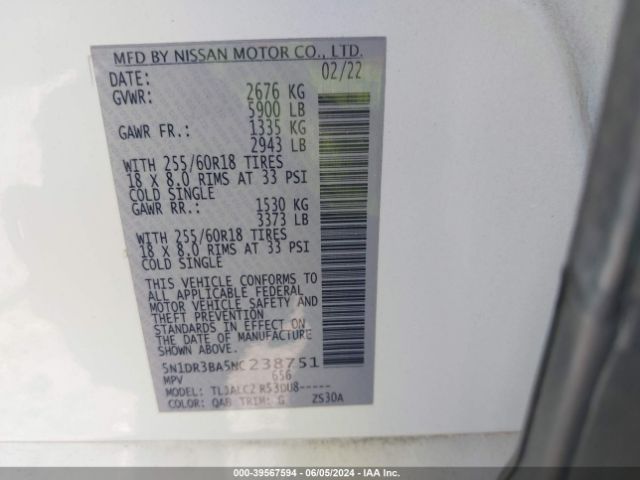 MFD BY NISSAN MOTOR CO., LTD.
DATE: 02/22
GVWR: 2676 KG
5900 LB
GAWR FR.: 1335 KG
2943 LB
WITH 255/60R18 TIRES
18 X 8.0 RIMS AT 33 PSI
COLD SINGLE
GAWR RR.: 1530 KG
3373 LB
WITH 255/60R18 TIRES
18 X 8.0 RIMS AT 33 PSI
COLD SINGLE
THIS VEHICLE CONFORMS TO
ALL APPLICABLE FEDERAL
MOTOR VEHICLE SAFETY AND
THEFT PREVENTION
STANDARDS IN EFFECT ON
THE DATE OF MANUFACTURE
SHOWN ABOVE.
5N1DR3BA5NC238751
MPV 656
MODEL: TLJALCZ R53DU8-----
COLOR: QAB TRIM: G ZS30A
000-39567594 - 06/05/2024 - IAA Inc.